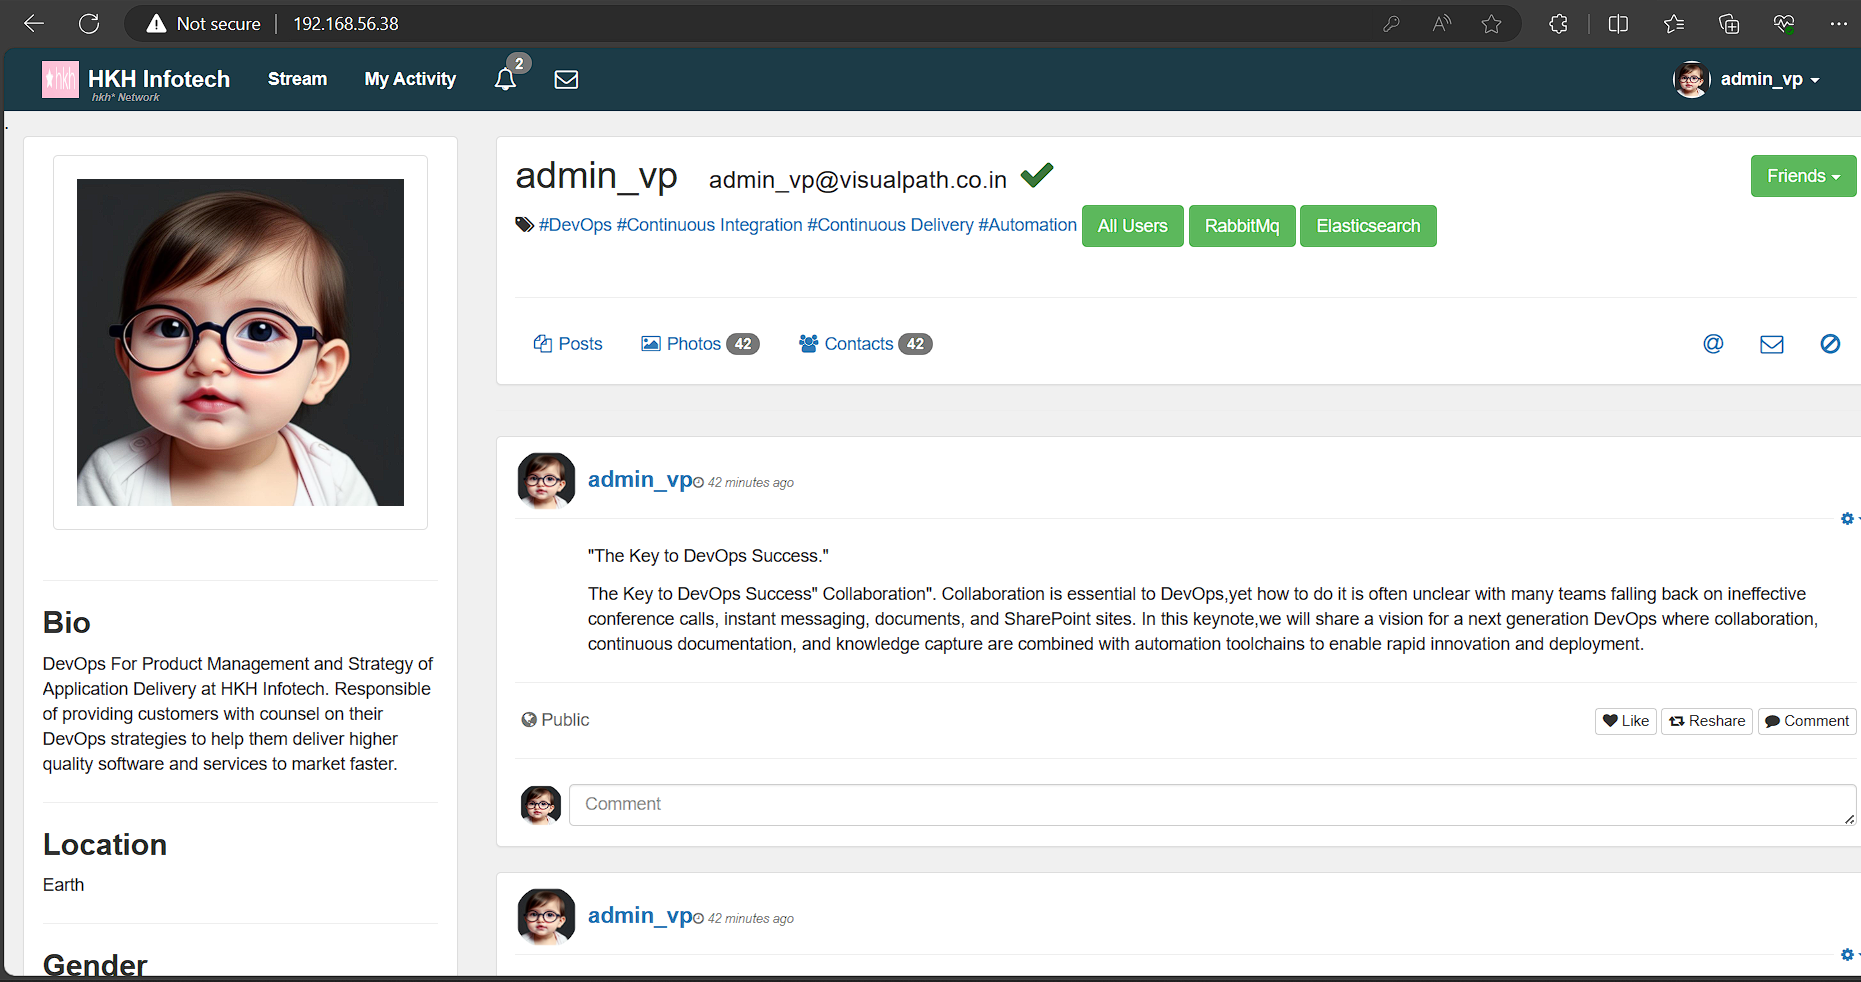 Not secure 192.168.56.38
hkh HKH Infotech Stream My Activity 2 admin_vp
hkh* Network
admin_vp admin_vp@visualpath.co.in Friends
#DevOps #Continuous Integration #Continuous Delivery #Automation All Users RabbitMq Elasticsearch
Posts Photos 42 Contacts 42 @
admin_vp 42 minutes ago
"The Key to DevOps Success."
The Key to DevOps Success" Collaboration". Collaboration is essential to DevOps,yet how to do it is often unclear with many teams falling back on ineffective
conference calls, instant messaging, documents, and SharePoint sites. In this keynote,we will share a vision for a next generation DevOps where collaboration,
continuous documentation, and knowledge capture are combined with automation toolchains to enable rapid innovation and deployment.
Public Like Reshare Comment
Comment
admin_vp 42 minutes ago
Bio
DevOps For Product Management and Strategy of
Application Delivery at HKH Infotech. Responsible
of providing customers with counsel on their
DevOps strategies to help them deliver higher
quality software and services to market faster.
Location
Earth
Gender